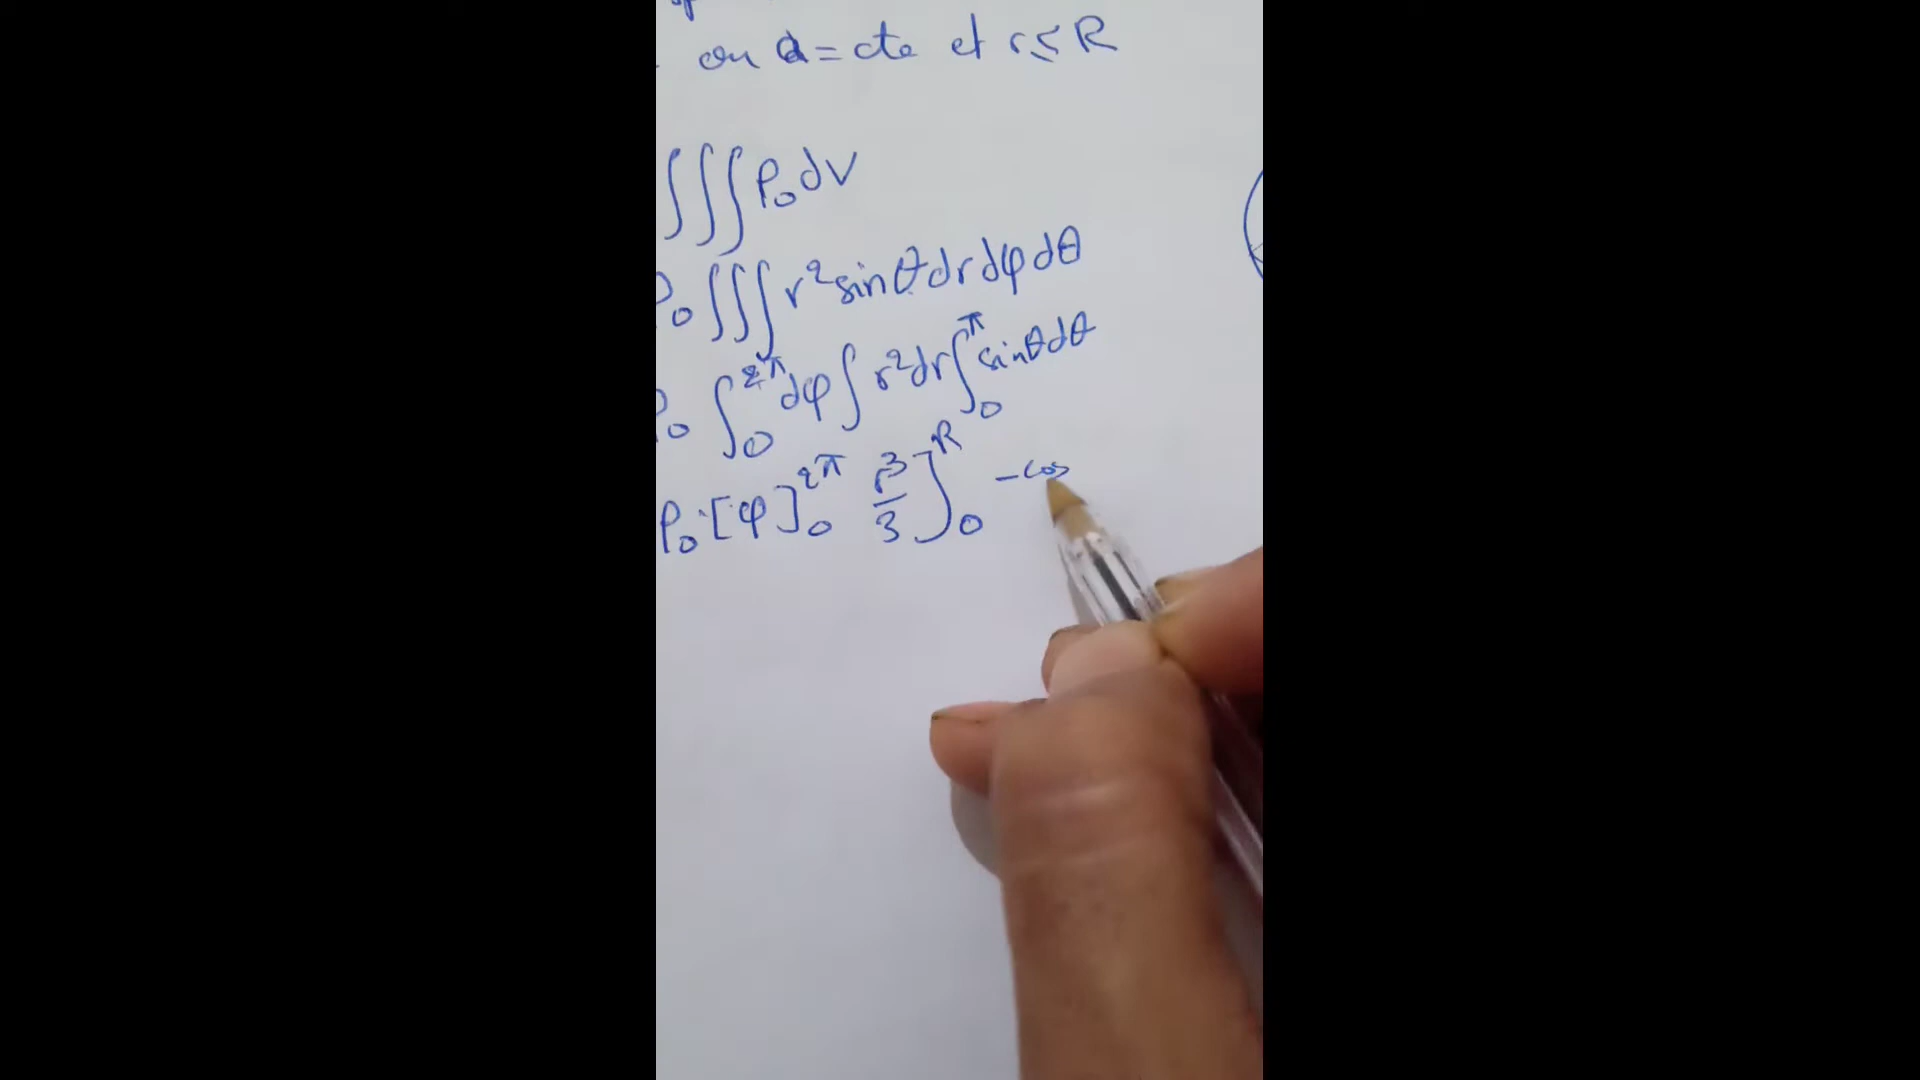 on a = cte et r ≤ R
∭ ρ₀ dV
ρ₀ ∭ r² sinθ dr dφ dθ
ρ₀ ∫₀^2π dφ ∫ r² dr ∫₀^π sinθ dθ
ρ₀·[φ]₀^2π r³/3]₀^R - cos